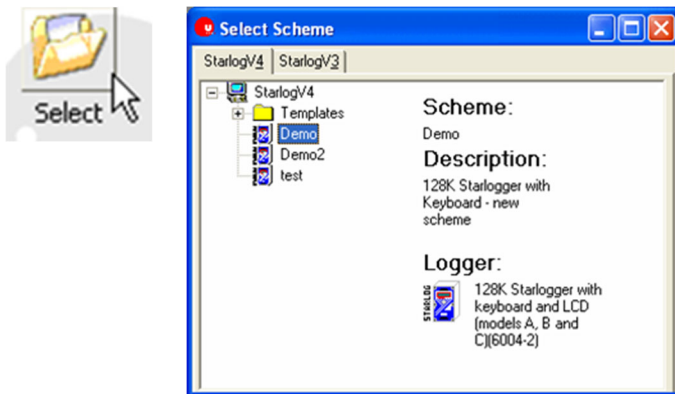 Select
Select Scheme
StarlogV4 StarlogV3
StarlogV4
Templates
Demo
Demo2
test
Scheme:
Demo
Description:
128K Starlogger with
Keyboard - new
scheme
Logger:
STARLOG
128K Starlogger with
keyboard and LCD
(models A, B and
C)(6004-2)